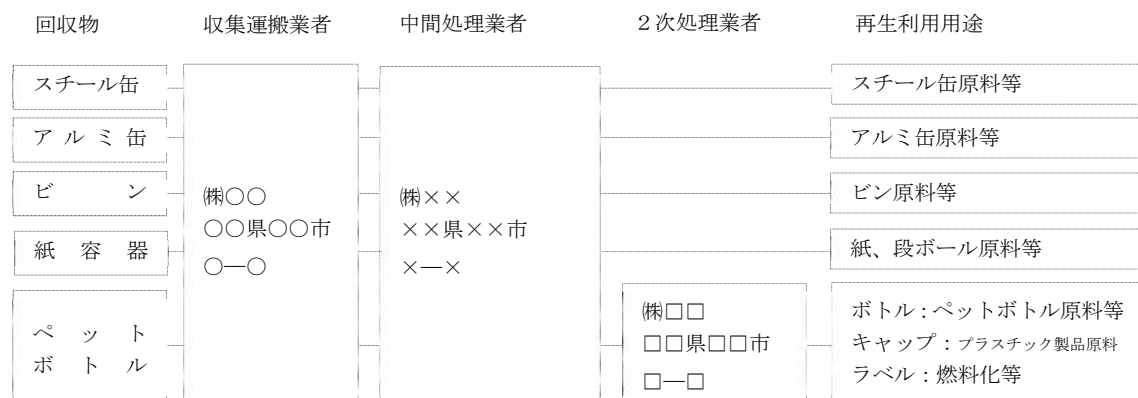 回収物 収集運搬業者 中間処理業者 2次処理業者 再生利用用途
スチール缶 スチール缶原料等
アルミ缶 アルミ缶原料等
ビン ㈱○○ ㈱×× ビン原料等
○○県○○市 ××県××市
紙容器 紙、段ボール原料等
○―○ ×―×
㈱□□ ボトル：ペットボトル原料等
ペット □□県□□市 キャップ：プラスチック製品原料
ボトル □―□ ラベル：燃料化等